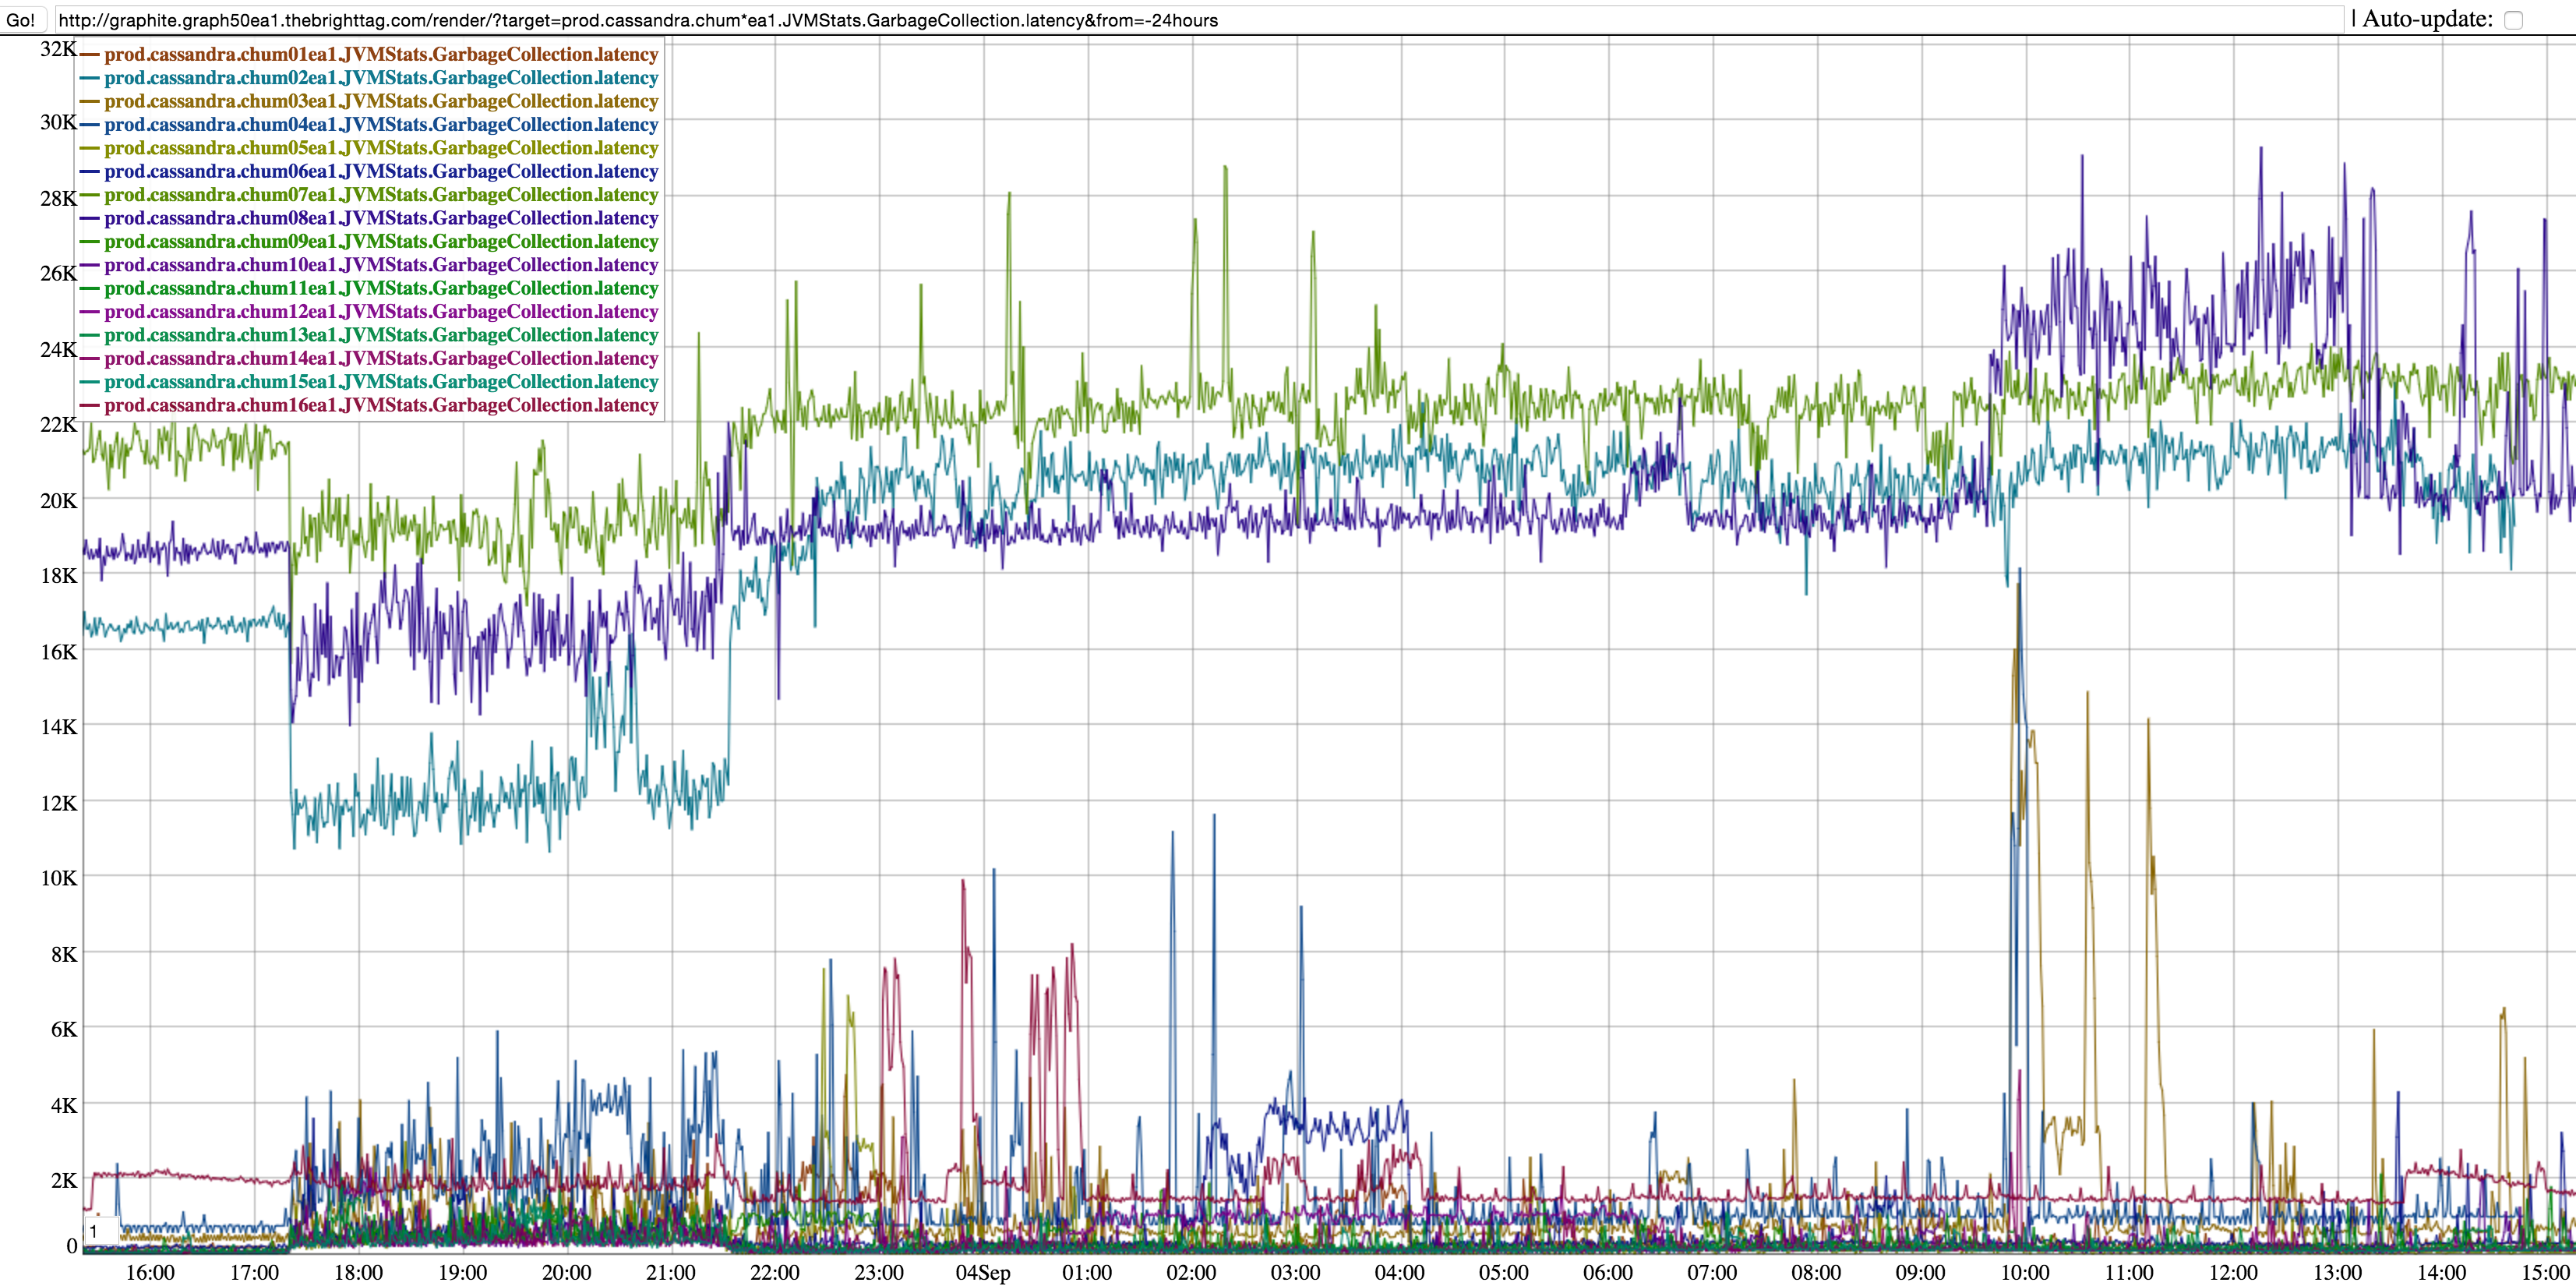 Go! http://graphite.graph50ea1.thebrighttag.com/render/?target=prod.cassandra.chum*ea1.JVMStats.GarbageCollection.latency&from=-24hours | Auto-update:
prod.cassandra.chum01ea1.JVMStats.GarbageCollection.latency
prod.cassandra.chum02ea1.JVMStats.GarbageCollection.latency
prod.cassandra.chum03ea1.JVMStats.GarbageCollection.latency
prod.cassandra.chum04ea1.JVMStats.GarbageCollection.latency
prod.cassandra.chum05ea1.JVMStats.GarbageCollection.latency
prod.cassandra.chum06ea1.JVMStats.GarbageCollection.latency
prod.cassandra.chum07ea1.JVMStats.GarbageCollection.latency
prod.cassandra.chum08ea1.JVMStats.GarbageCollection.latency
prod.cassandra.chum09ea1.JVMStats.GarbageCollection.latency
prod.cassandra.chum10ea1.JVMStats.GarbageCollection.latency
prod.cassandra.chum11ea1.JVMStats.GarbageCollection.latency
prod.cassandra.chum12ea1.JVMStats.GarbageCollection.latency
prod.cassandra.chum13ea1.JVMStats.GarbageCollection.latency
prod.cassandra.chum14ea1.JVMStats.GarbageCollection.latency
prod.cassandra.chum15ea1.JVMStats.GarbageCollection.latency
prod.cassandra.chum16ea1.JVMStats.GarbageCollection.latency
32K
30K
28K
26K
24K
22K
20K
18K
16K
14K
12K
10K
8K
6K
4K
2K
1
0
16:00 17:00 18:00 19:00 20:00 21:00 22:00 23:00 04Sep 01:00 02:00 03:00 04:00 05:00 06:00 07:00 08:00 09:00 10:00 11:00 12:00 13:00 14:00 15:00